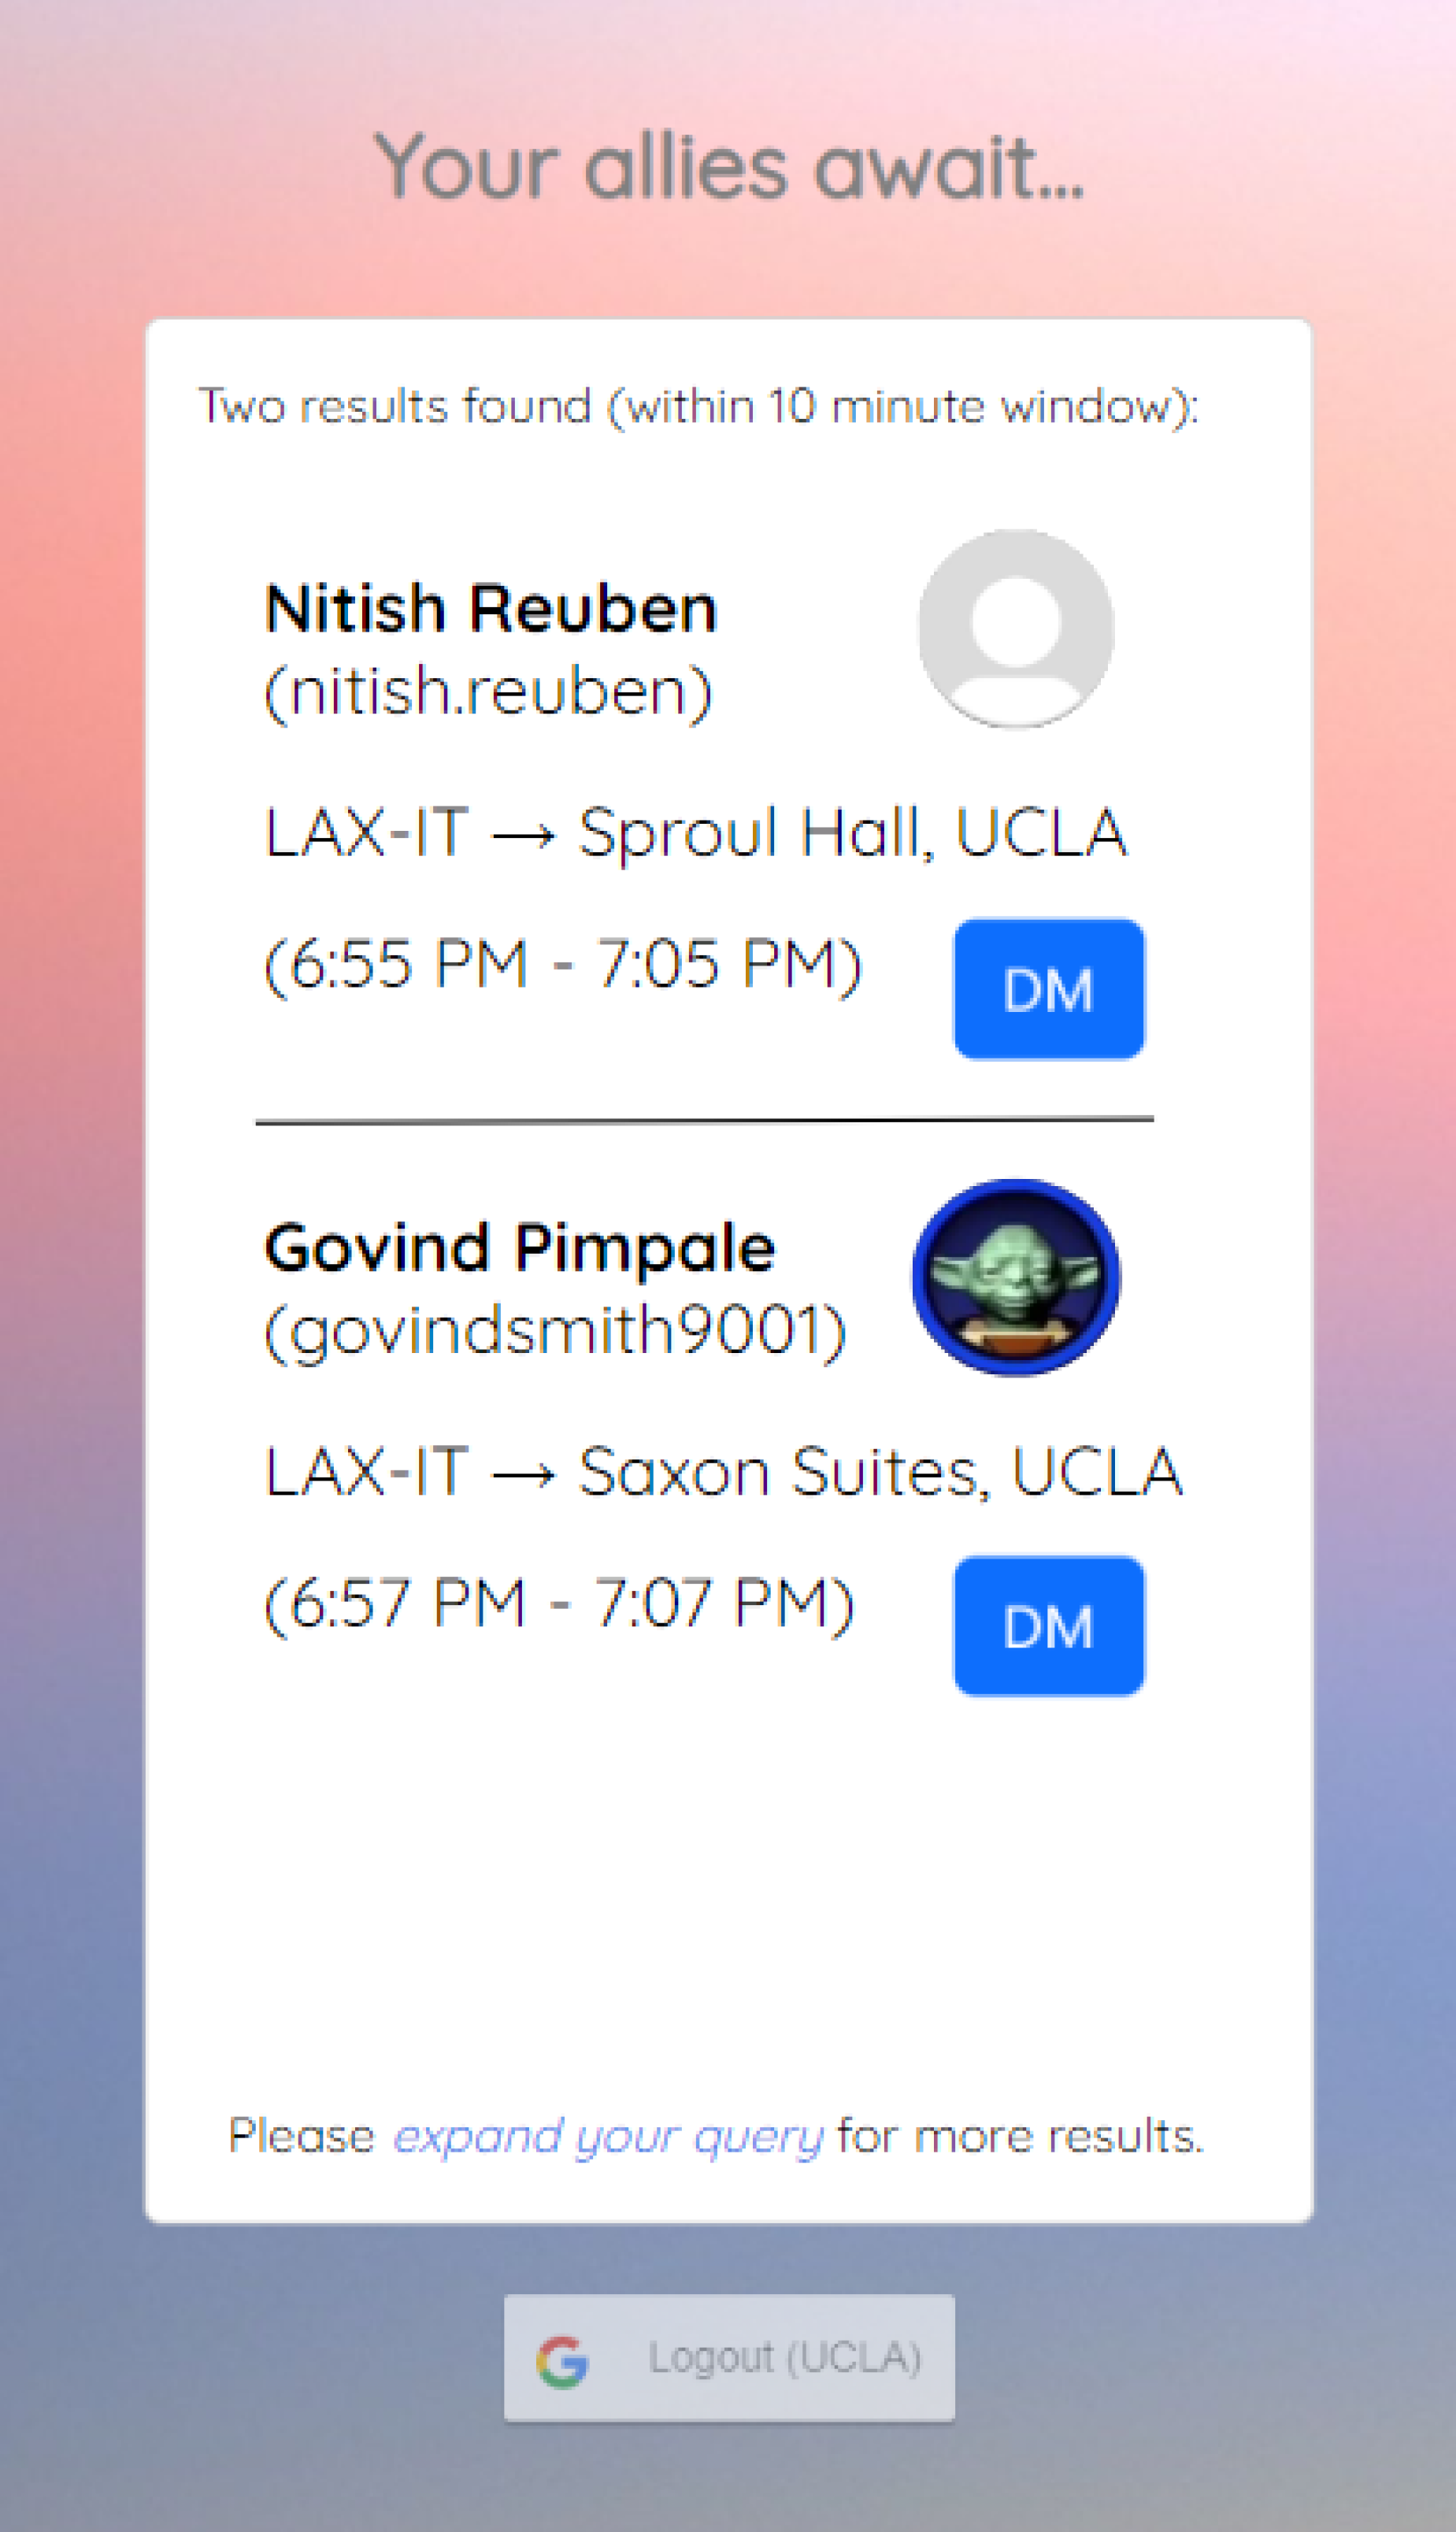 Your allies await...
Two results found (within 10 minute window):
Nitish Reuben
(nitish.reuben)
LAX-IT → Sproul Hall, UCLA
(6:55 PM - 7:05 PM)
DM
Govind Pimpale
(govindsmith9001)
LAX-IT → Saxon Suites, UCLA
(6:57 PM - 7:07 PM)
DM
Please expand your query for more results.
Logout (UCLA)